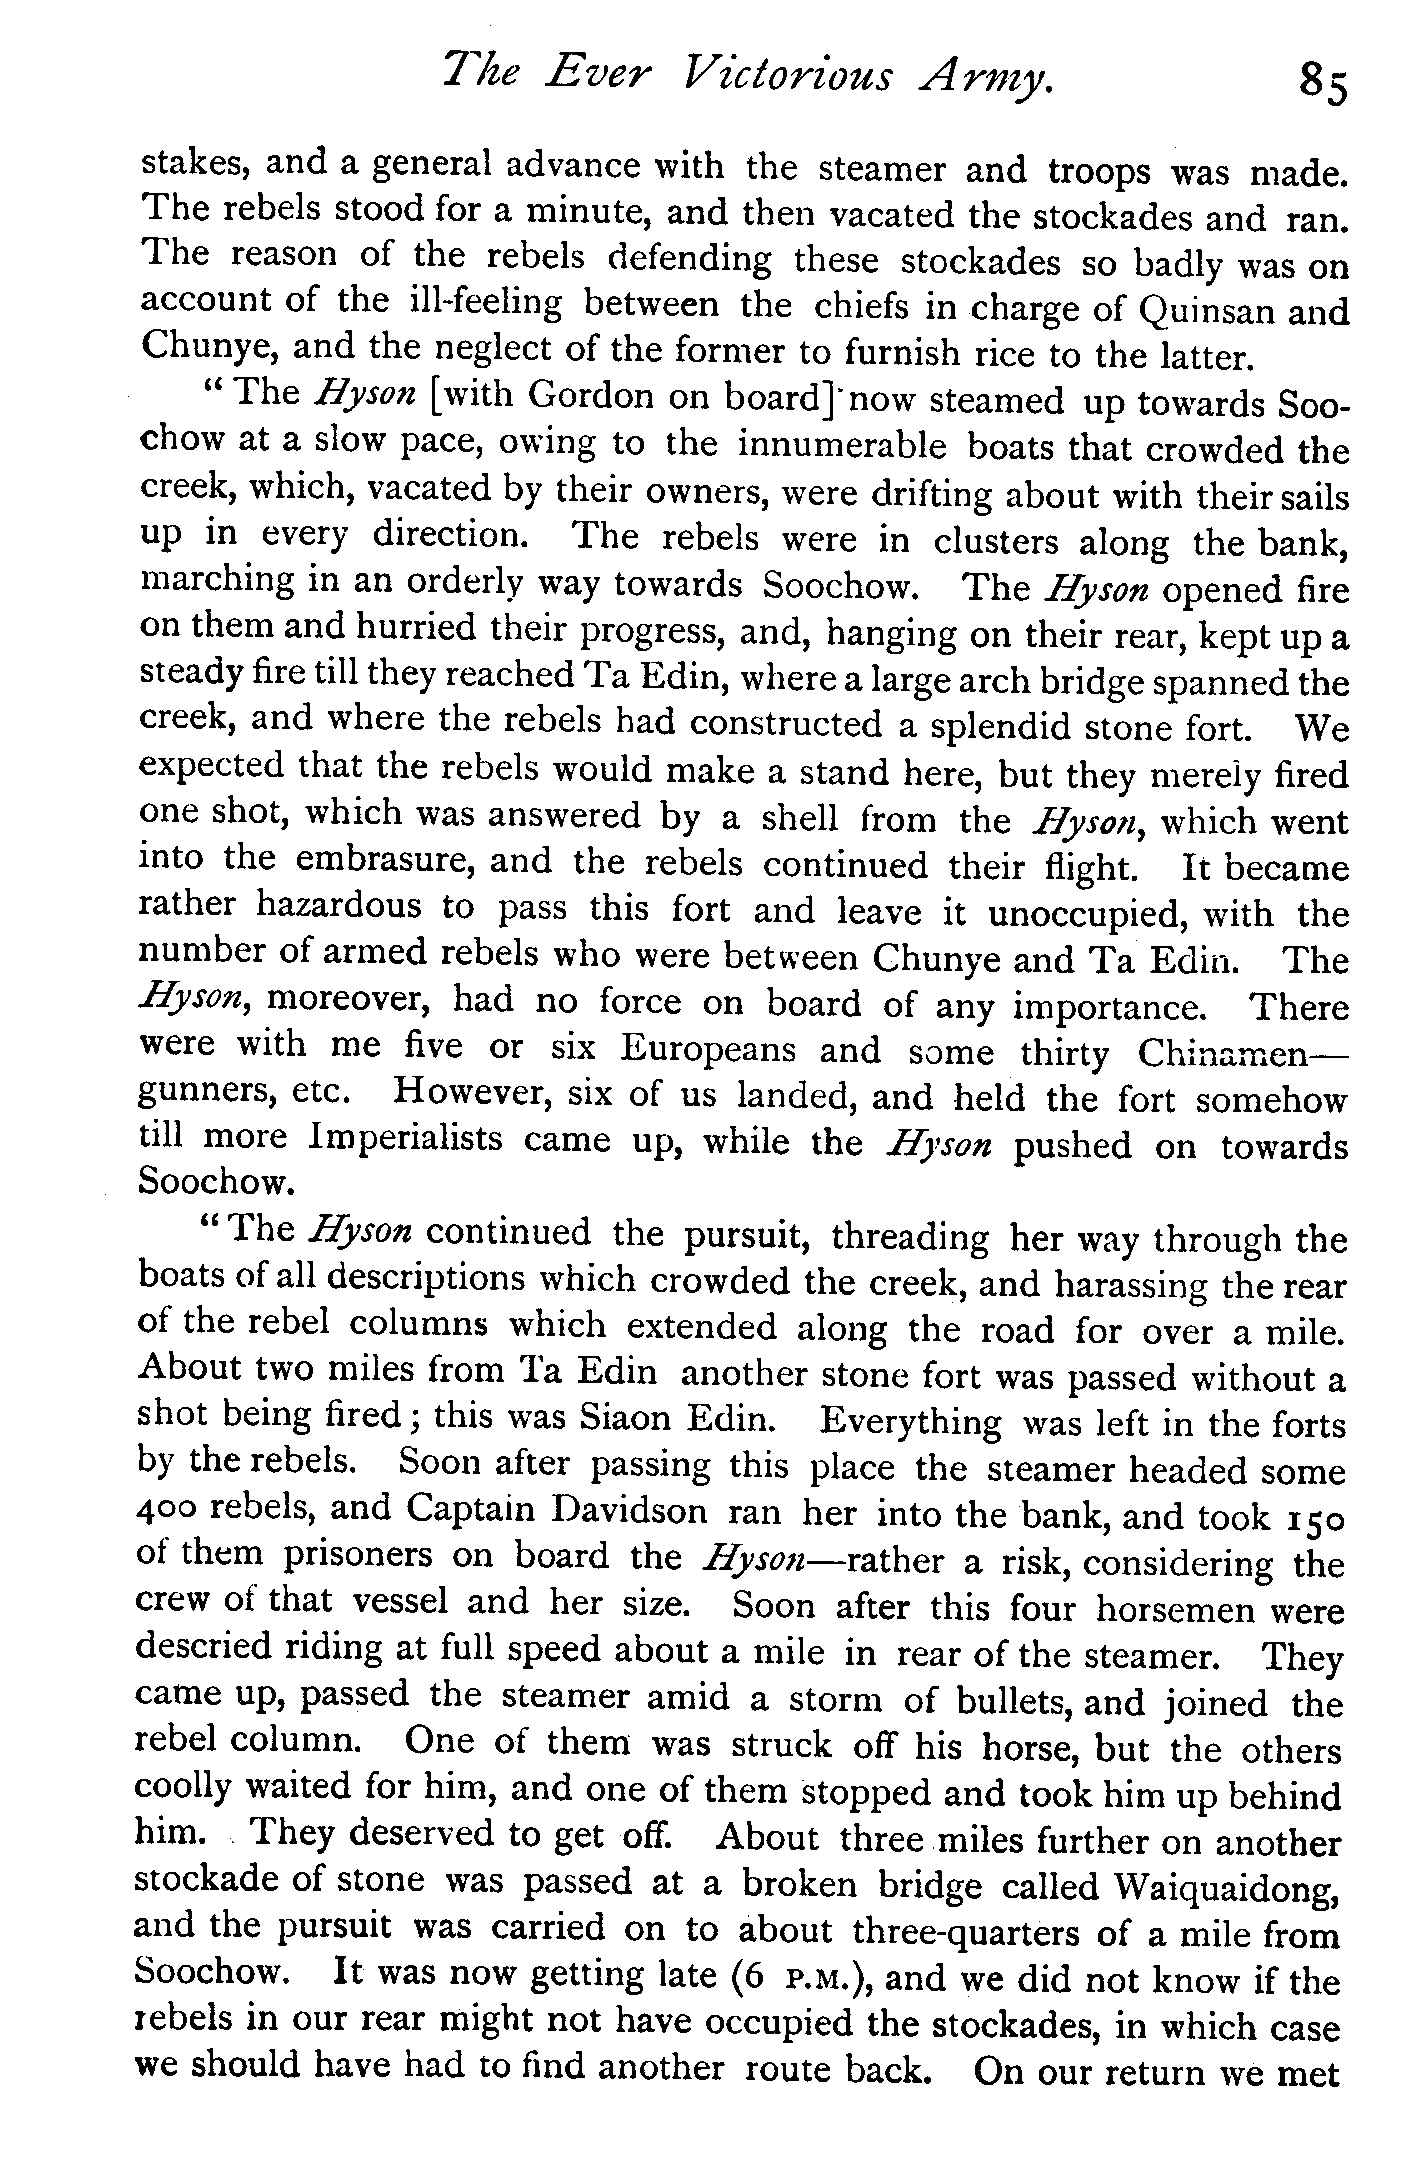 The Ever Victorious Army. 85
stakes, and a general advance with the steamer and troops was made.
The rebels stood for a minute, and then vacated the stockades and ran.
The reason of the rebels defending these stockades so badly was on
account of the ill-feeling between the chiefs in charge of Quinsan and
Chunye, and the neglect of the former to furnish rice to the latter.
“The Hyson [with Gordon on board] now steamed up towards Soo-
chow at a slow pace, owing to the innumerable boats that crowded the
creek, which, vacated by their owners, were drifting about with their sails
up in every direction. The rebels were in clusters along the bank,
marching in an orderly way towards Soochow. The Hyson opened fire
on them and hurried their progress, and, hanging on their rear, kept up a
steady fire till they reached Ta Edin, where a large arch bridge spanned the
creek, and where the rebels had constructed a splendid stone fort. We
expected that the rebels would make a stand here, but they merely fired
one shot, which was answered by a shell from the Hyson, which went
into the embrasure, and the rebels continued their flight. It became
rather hazardous to pass this fort and leave it unoccupied, with the
number of armed rebels who were between Chunye and Ta Edin. The
Hyson, moreover, had no force on board of any importance. There
were with me five or six Europeans and some thirty Chinamen—
gunners, etc. However, six of us landed, and held the fort somehow
till more Imperialists came up, while the Hyson pushed on towards
Soochow.
“The Hyson continued the pursuit, threading her way through the
boats of all descriptions which crowded the creek, and harassing the rear
of the rebel columns which extended along the road for over a mile.
About two miles from Ta Edin another stone fort was passed without a
shot being fired; this was Siaon Edin. Everything was left in the forts
by the rebels. Soon after passing this place the steamer headed some
400 rebels, and Captain Davidson ran her into the bank, and took 150
of them prisoners on board the Hyson—rather a risk, considering the
crew of that vessel and her size. Soon after this four horsemen were
descried riding at full speed about a mile in rear of the steamer. They
came up, passed the steamer amid a storm of bullets, and joined the
rebel column. One of them was struck off his horse, but the others
coolly waited for him, and one of them stopped and took him up behind
him. They deserved to get off. About three miles further on another
stockade of stone was passed at a broken bridge called Waiquaidong,
and the pursuit was carried on to about three-quarters of a mile from
Soochow. It was now getting late (6 P.M.), and we did not know if the
rebels in our rear might not have occupied the stockades, in which case
we should have had to find another route back. On our return we met